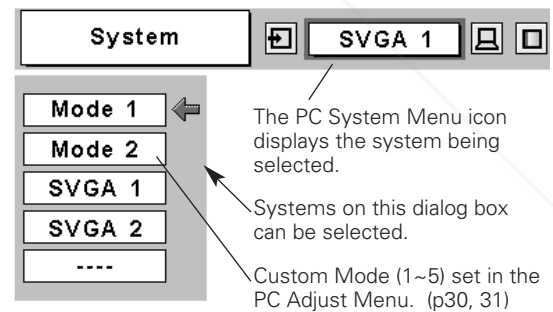 System
SVGA 1
Mode 1
Mode 2
SVGA 1
SVGA 2
----
The PC System Menu icon
displays the system being
selected.
Systems on this dialog box
can be selected.
Custom Mode (1~5) set in the
PC Adjust Menu. (p30, 31)